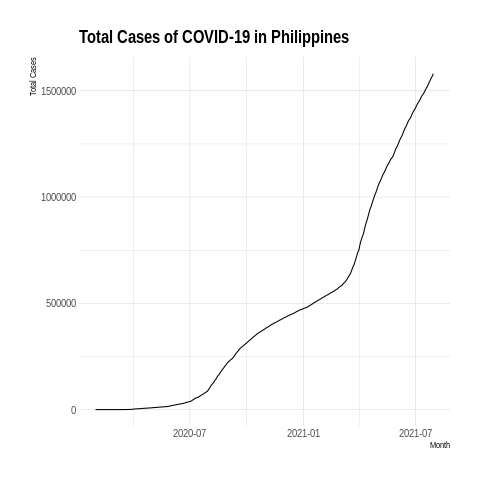 Total Cases of COVID-19 in Philippines
Total Cases
1500000
1000000
500000
0
2020-07 2021-01 2021-07
Month